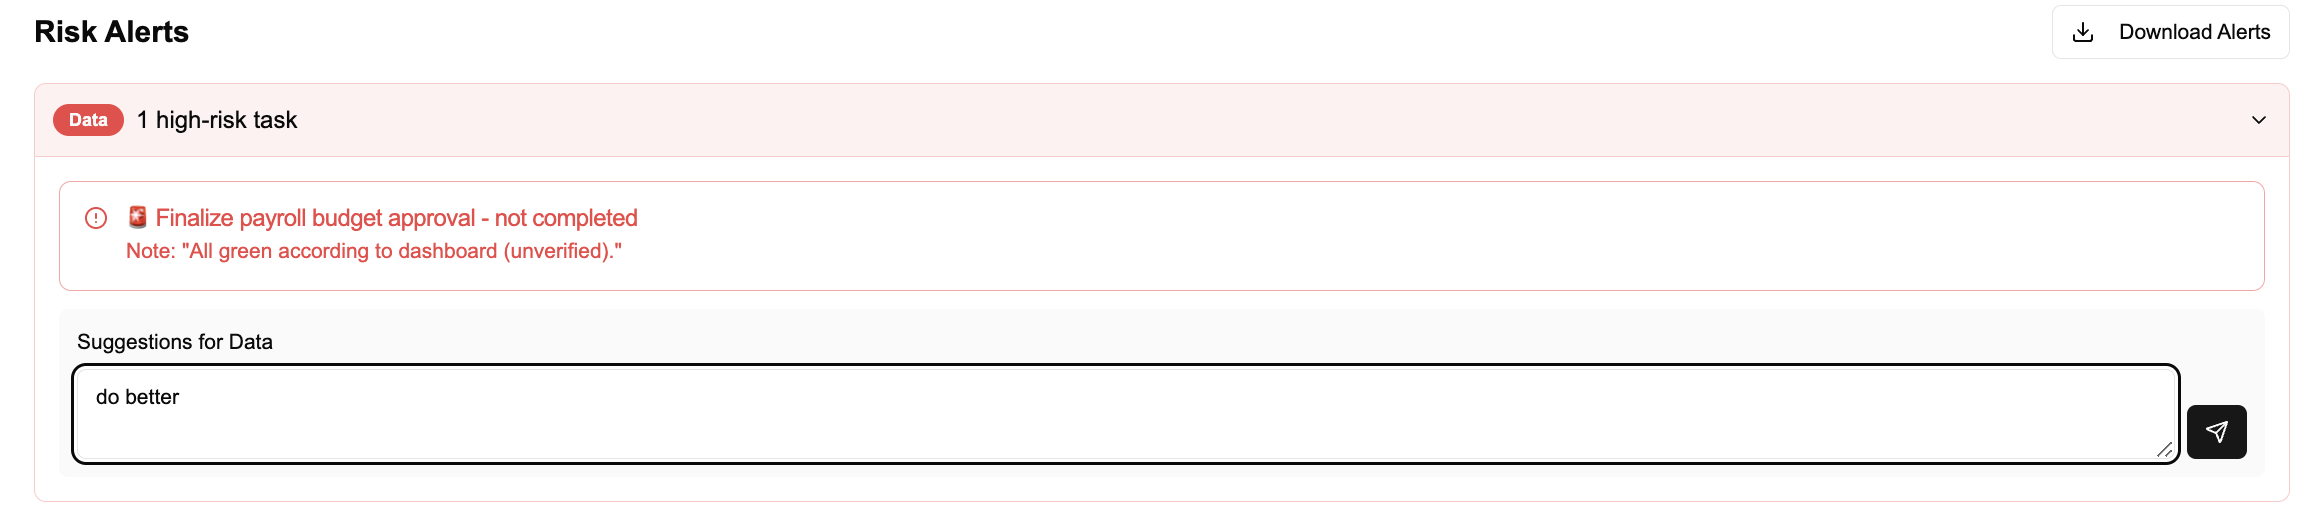 Risk Alerts
Download Alerts
Data 1 high-risk task
🚨 Finalize payroll budget approval - not completed
Note: "All green according to dashboard (unverified)."
Suggestions for Data
do better